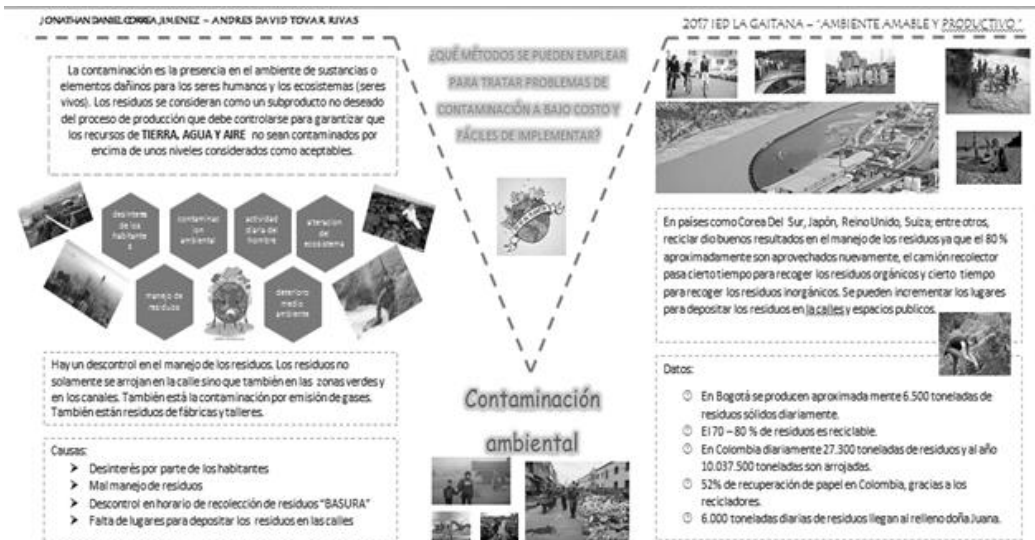 JONATHAN DANIEL CORREA JIMENEZ – ANDRES DAVID TOVAR RIVAS
2017 IED LA GAITANA – "AMBIENTE AMABLE Y PRODUCTIVO"
La contaminación es la presencia en el ambiente de sustancias o
elementos dañinos para los seres humanos y los ecosistemas (seres
vivos). Los residuos se consideran como un subproducto no deseado
del proceso de producción que debe controlarse para garantizar que
los recursos de TIERRA, AGUA Y AIRE no sean contaminados por
encima de unos niveles considerados como aceptables.
desinteres
de los
habitante
s
contaminac
ion
ambiental
actividad
diaria del
hombre
alteracion
del
ecosistema
manejo de
residuos
deterioro
medio
ambiente
Hay un descontrol en el manejo de los residuos. Los residuos no
solamente se arrojan en la calle sino que también en las zonas verdes y
en los canales. También está la contaminación por emisión de gases.
También están residuos de fábricas y talleres.
Causas:
➤ Desinterés por parte de los habitantes
➤ Mal manejo de residuos
➤ Descontrol en horario de recolección de residuos "BASURA"
➤ Falta de lugares para depositar los residuos en las calles
¿QUÉ MÉTODOS SE PUEDEN EMPLEAR
PARA TRATAR PROBLEMAS DE
CONTAMINACIÓN A BAJO COSTO Y
FÁCILES DE IMPLEMENTAR?
Contaminación
ambiental
En países como Corea Del Sur, Japón, Reino Unido, Suiza; entre otros,
reciclar dio buenos resultados en el manejo de los residuos ya que el 80 %
aproximadamente son aprovechados nuevamente, el camión recolector
pasa cierto tiempo para recoger los residuos orgánicos y cierto tiempo
para recoger los residuos inorgánicos. Se pueden incrementar los lugares
para depositar los residuos en la calles y espacios publicos.
Datos:
En Bogotá se producen aproximada mente 6.500 toneladas de
residuos sólidos diariamente.
El 70 – 80 % de residuos es reciclable.
En Colombia diariamente 27.300 toneladas de residuos y al año
10.037.500 toneladas son arrojadas.
52% de recuperación de papel en Colombia, gracias a los
recicladores.
6.000 toneladas diarias de residuos llegan al relleno doña Juana.